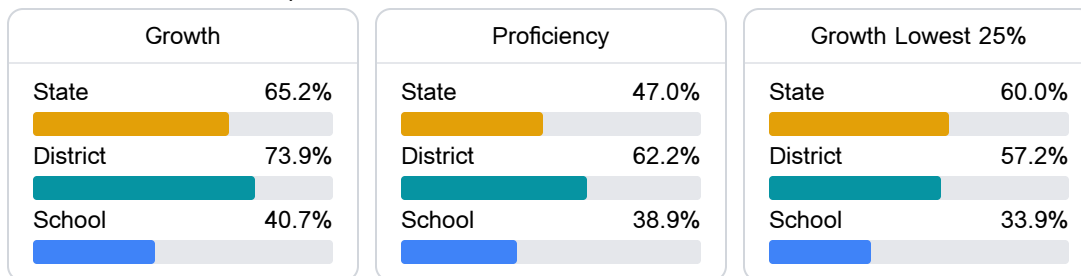 Growth
State 65.2%
District 73.9%
School 40.7%
Proficiency
State 47.0%
District 62.2%
School 38.9%
Growth Lowest 25%
State 60.0%
District 57.2%
School 33.9%